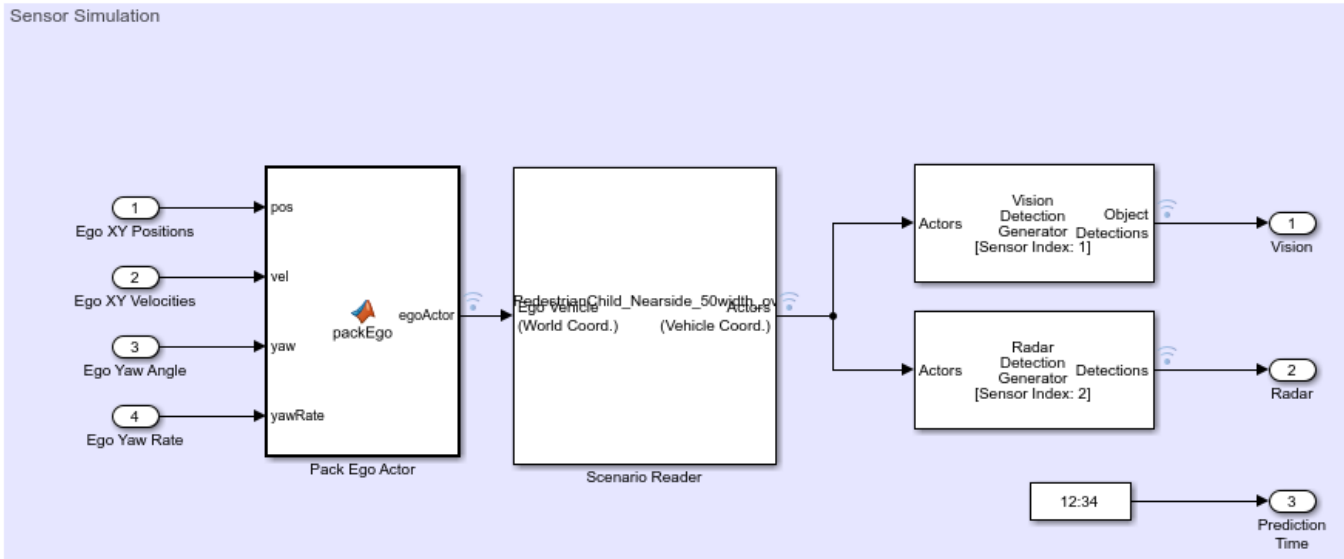 Sensor Simulation
1
Ego XY Positions
2
Ego XY Velocities
3
Ego Yaw Angle
4
Ego Yaw Rate
pos
vel
yaw
yawRate
packEgo
egoActor
Pack Ego Actor
PedestrianChild_Nearside_50width_ov
Ego Vehicle
(World Coord.)
Actors
(Vehicle Coord.)
Scenario Reader
Actors
Vision
Detection
Generator
[Sensor Index: 1]
Object
Detections
1
Vision
Actors
Radar
Detection
Generator
[Sensor Index: 2]
Detections
2
Radar
12:34
3
Prediction
Time